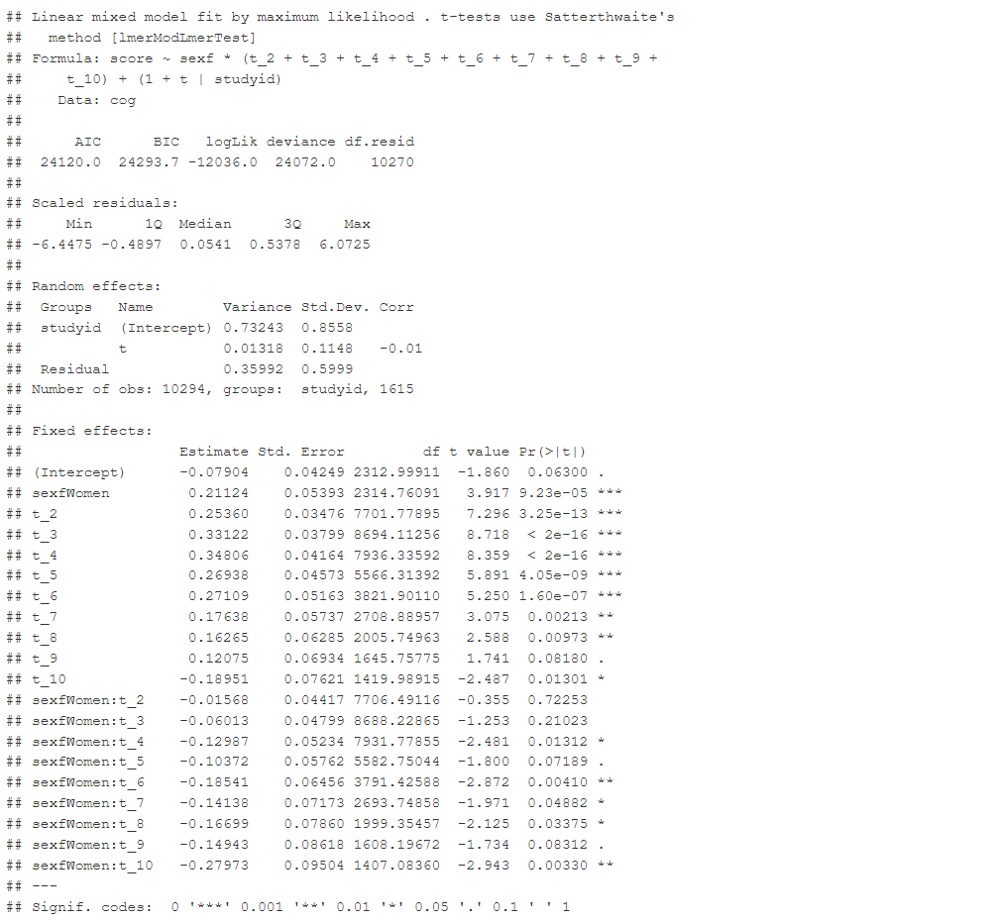 ## Linear mixed model fit by maximum likelihood . t-tests use Satterthwaite's
##   method [lmerModLmerTest]
## Formula: score ~ sexf * (t_2 + t_3 + t_4 + t_5 + t_6 + t_7 + t_8 + t_9 +
##     t_10) + (1 + t | studyid)
##    Data: cog
##
##      AIC      BIC   logLik deviance df.resid
##  24120.0  24293.7 -12036.0  24072.0    10270
##
## Scaled residuals:
##     Min      1Q  Median      3Q     Max
## -6.4475 -0.4897  0.0541  0.5378  6.0725
##
## Random effects:
##  Groups   Name        Variance Std.Dev. Corr
##  studyid  (Intercept) 0.73243  0.8558
##           t           0.01318  0.1148   -0.01
##  Residual             0.35992  0.5999
## Number of obs: 10294, groups:  studyid, 1615
##
## Fixed effects:
##                  Estimate Std. Error         df t value Pr(>|t|)
## (Intercept)      -0.07904    0.04249 2312.99911  -1.860  0.06300 .
## sexfWomen         0.21124    0.05393 2314.76091   3.917 9.23e-05 ***
## t_2               0.25360    0.03476 7701.77895   7.296 3.25e-13 ***
## t_3               0.33122    0.03799 8694.11256   8.718  < 2e-16 ***
## t_4               0.34806    0.04164 7936.33592   8.359  < 2e-16 ***
## t_5               0.26938    0.04573 5566.31392   5.891 4.05e-09 ***
## t_6               0.27109    0.05163 3821.90110   5.250 1.60e-07 ***
## t_7               0.17638    0.05737 2708.88957   3.075  0.00213 **
## t_8               0.16265    0.06285 2005.74963   2.588  0.00973 **
## t_9               0.12075    0.06934 1645.75775   1.741  0.08180 .
## t_10             -0.18951    0.07621 1419.98915  -2.487  0.01301 *
## sexfWomen:t_2    -0.01568    0.04417 7706.49116  -0.355  0.72253
## sexfWomen:t_3    -0.06013    0.04799 8688.22865  -1.253  0.21023
## sexfWomen:t_4    -0.12987    0.05234 7931.77855  -2.481  0.01312 *
## sexfWomen:t_5    -0.10372    0.05762 5582.75044  -1.800  0.07189 .
## sexfWomen:t_6    -0.18541    0.06456 3791.42588  -2.872  0.00410 **
## sexfWomen:t_7    -0.14138    0.07173 2693.74858  -1.971  0.04882 *
## sexfWomen:t_8    -0.16699    0.07860 1999.35457  -2.125  0.03375 *
## sexfWomen:t_9    -0.14943    0.08618 1608.19672  -1.734  0.08312 .
## sexfWomen:t_10   -0.27973    0.09504 1407.08360  -2.943  0.00330 **
## ---
## Signif. codes:  0 '***' 0.001 '**' 0.01 '*' 0.05 '.' 0.1 ' ' 1